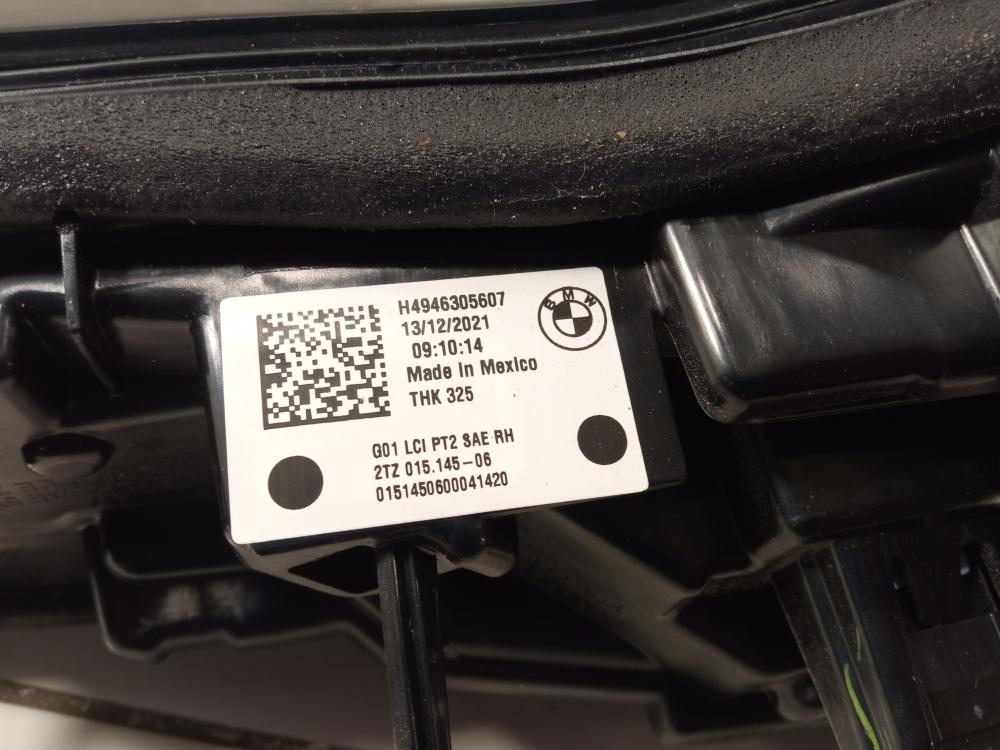 H4946305607
13/12/2021
09:10:14
Made in Mexico
THK 325
BMW
G01 LCI PT2 SAE RH
2TZ 015.145-06
0151450600041420